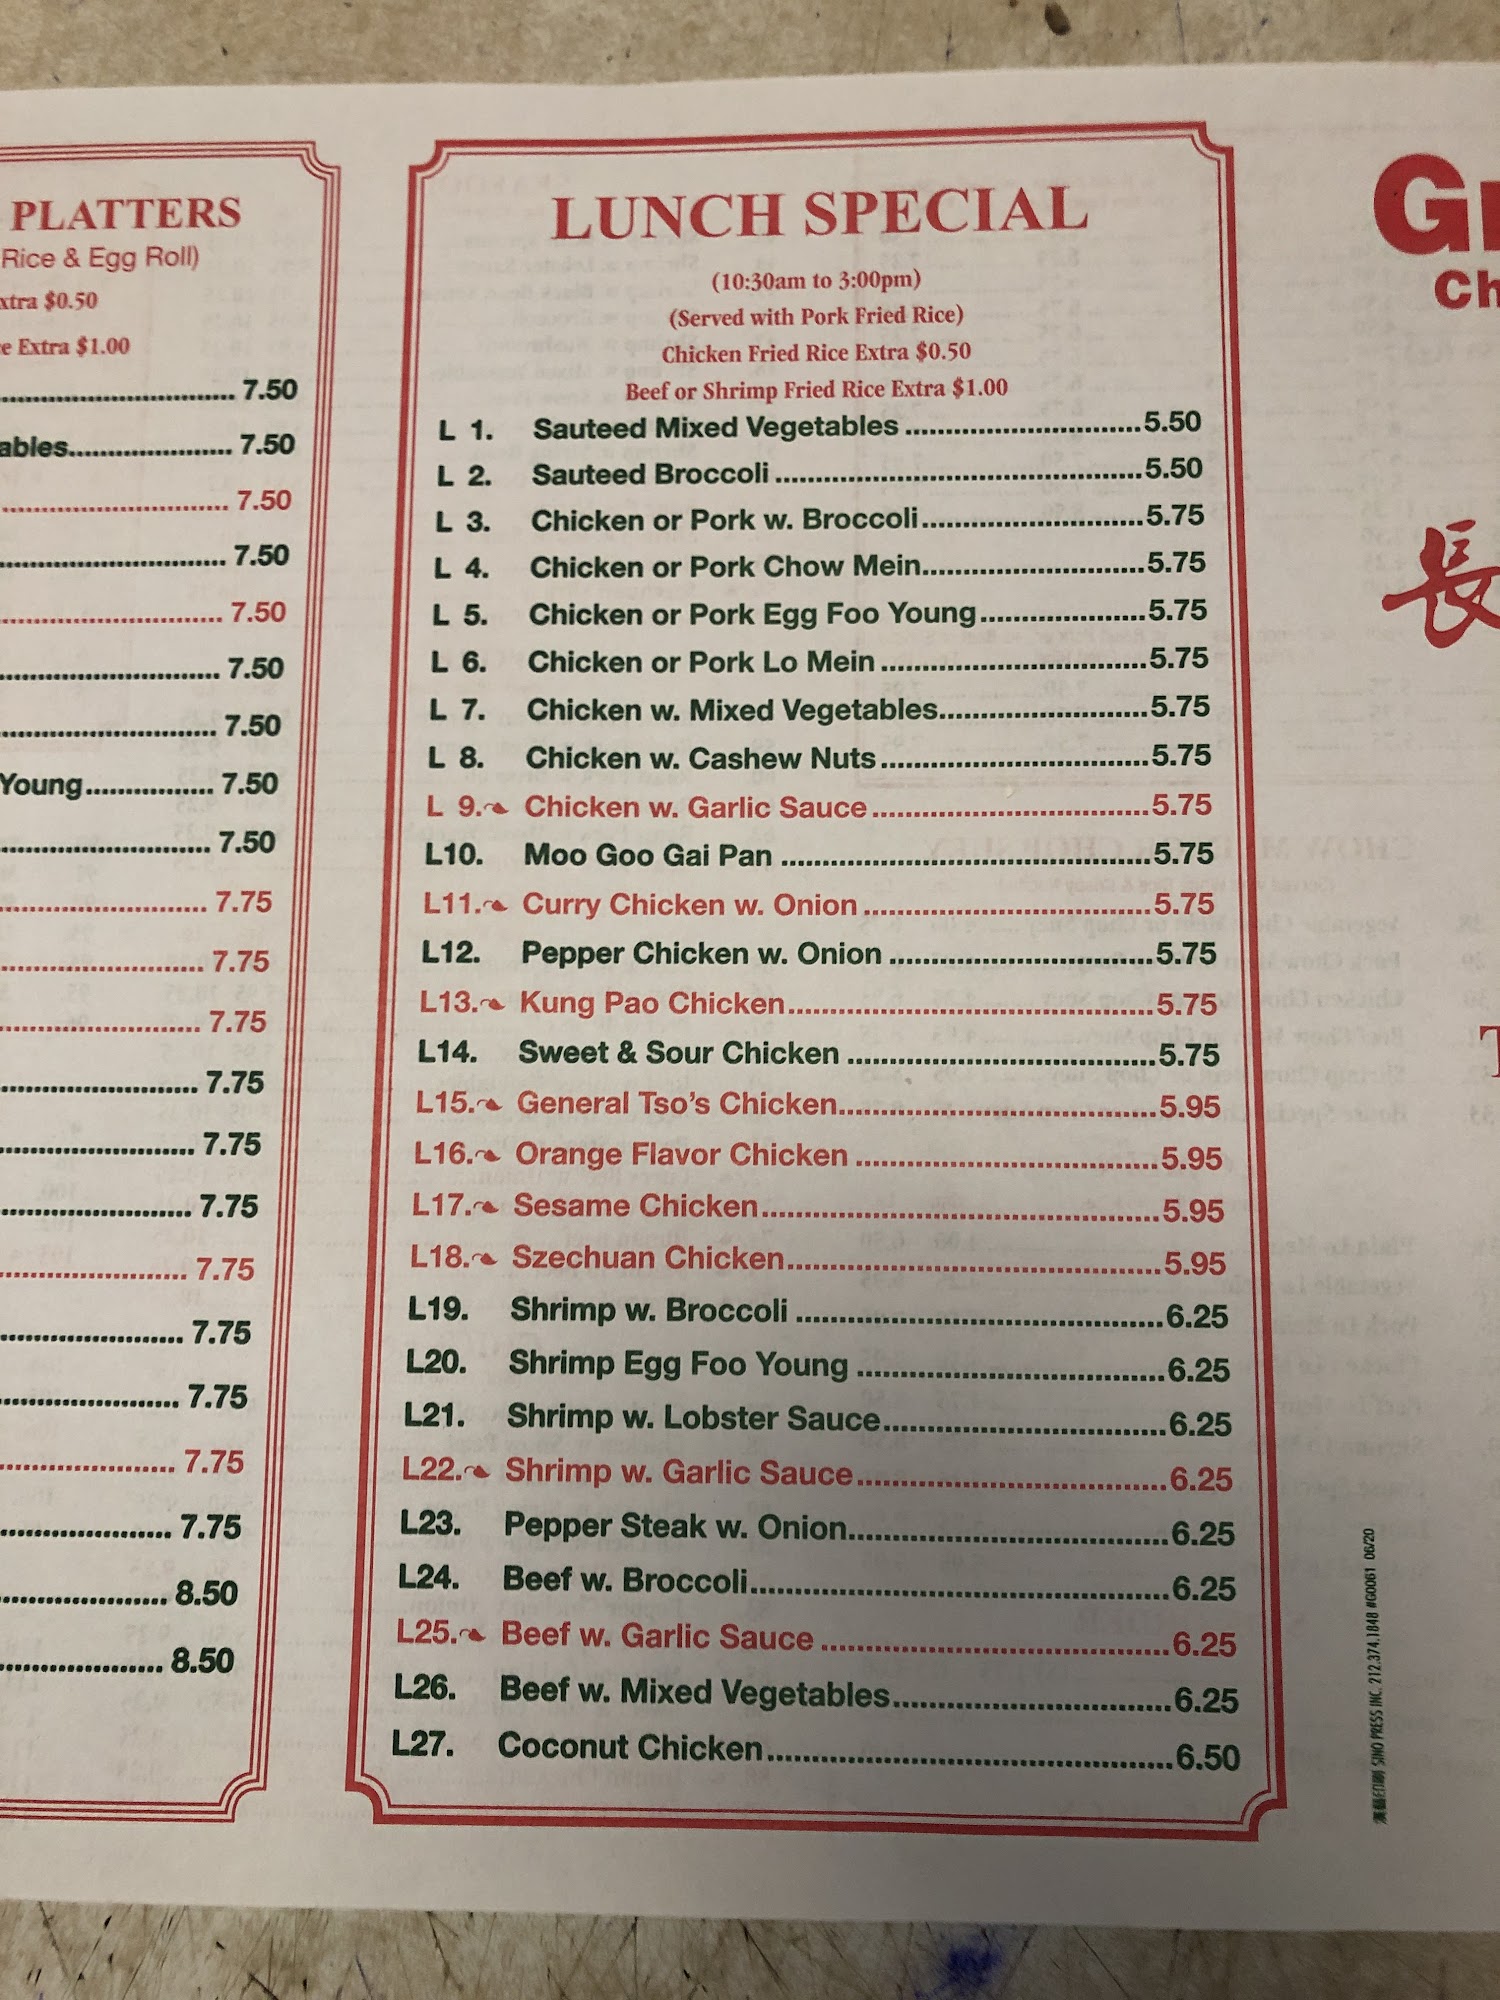 PLATTERS
Rice & Egg Roll)
xtra $0.50
e Extra $1.00
7.50
ables 7.50
7.50
7.50
7.50
7.50
7.50
Young 7.50
7.50
7.75
7.75
7.75
7.75
7.75
7.75
7.75
7.75
7.75
7.75
7.75
8.50
8.50
LUNCH SPECIAL
(10:30am to 3:00pm)
(Served with Pork Fried Rice)
Chicken Fried Rice Extra $0.50
Beef or Shrimp Fried Rice Extra $1.00
L 1. Sauteed Mixed Vegetables 5.50
L 2. Sauteed Broccoli 5.50
L 3. Chicken or Pork w. Broccoli 5.75
L 4. Chicken or Pork Chow Mein 5.75
L 5. Chicken or Pork Egg Foo Young 5.75
L 6. Chicken or Pork Lo Mein 5.75
L 7. Chicken w. Mixed Vegetables 5.75
L 8. Chicken w. Cashew Nuts 5.75
L 9. Chicken w. Garlic Sauce 5.75
L10. Moo Goo Gai Pan 5.75
L11. Curry Chicken w. Onion 5.75
L12. Pepper Chicken w. Onion 5.75
L13. Kung Pao Chicken 5.75
L14. Sweet & Sour Chicken 5.75
L15. General Tso's Chicken 5.95
L16. Orange Flavor Chicken 5.95
L17. Sesame Chicken 5.95
L18. Szechuan Chicken 5.95
L19. Shrimp w. Broccoli 6.25
L20. Shrimp Egg Foo Young 6.25
L21. Shrimp w. Lobster Sauce 6.25
L22. Shrimp w. Garlic Sauce 6.25
L23. Pepper Steak w. Onion 6.25
L24. Beef w. Broccoli 6.25
L25. Beef w. Garlic Sauce 6.25
L26. Beef w. Mixed Vegetables 6.25
L27. Coconut Chicken 6.50
Gr
Ch
長
T
SINO PRESS INC. 212.374.1848 #G0061 06/20